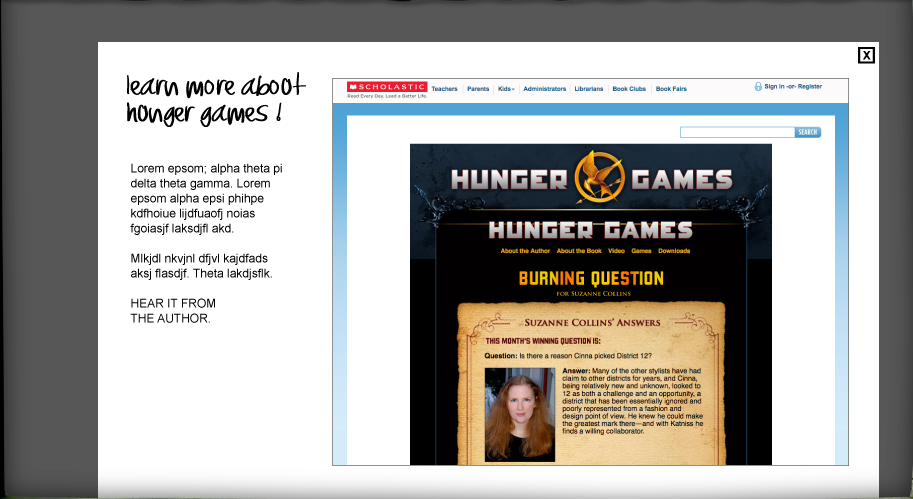 X
learn more about
hunger games !
Lorem epsom; alpha theta pi
delta theta gamma. Lorem
epsom alpha epsi phihpe
kdfhoiue lijdfuaofj noias
fgoiasjf laksdjfl akd.
Mlkjdl nkvjnl dfjvl kajdfads
aksj flasdjf. Theta lakdjsflk.
HEAR IT FROM
THE AUTHOR.
SCHOLASTIC
Read Every Day. Lead a Better Life.
Teachers Parents Kids Administrators Librarians Book Clubs Book Fairs
Sign in -or- Register
SEARCH
HUNGER GAMES
HUNGER GAMES
About the Author About the Book Video Games Downloads
BURNING QUESTION
FOR SUZANNE COLLINS
SUZANNE COLLINS' ANSWERS
THIS MONTH'S WINNING QUESTION IS:
Question: Is there a reason Cinna picked District 12?
Answer: Many of the other stylists have had
claim to other districts for years, and Cinna,
being relatively new and unknown, looked to
12 as both a challenge and an opportunity, a
district that has been essentially ignored and
poorly represented from a fashion and
design point of view. He knew he could make
the greatest mark there—and with Katniss he
finds a willing collaborator.